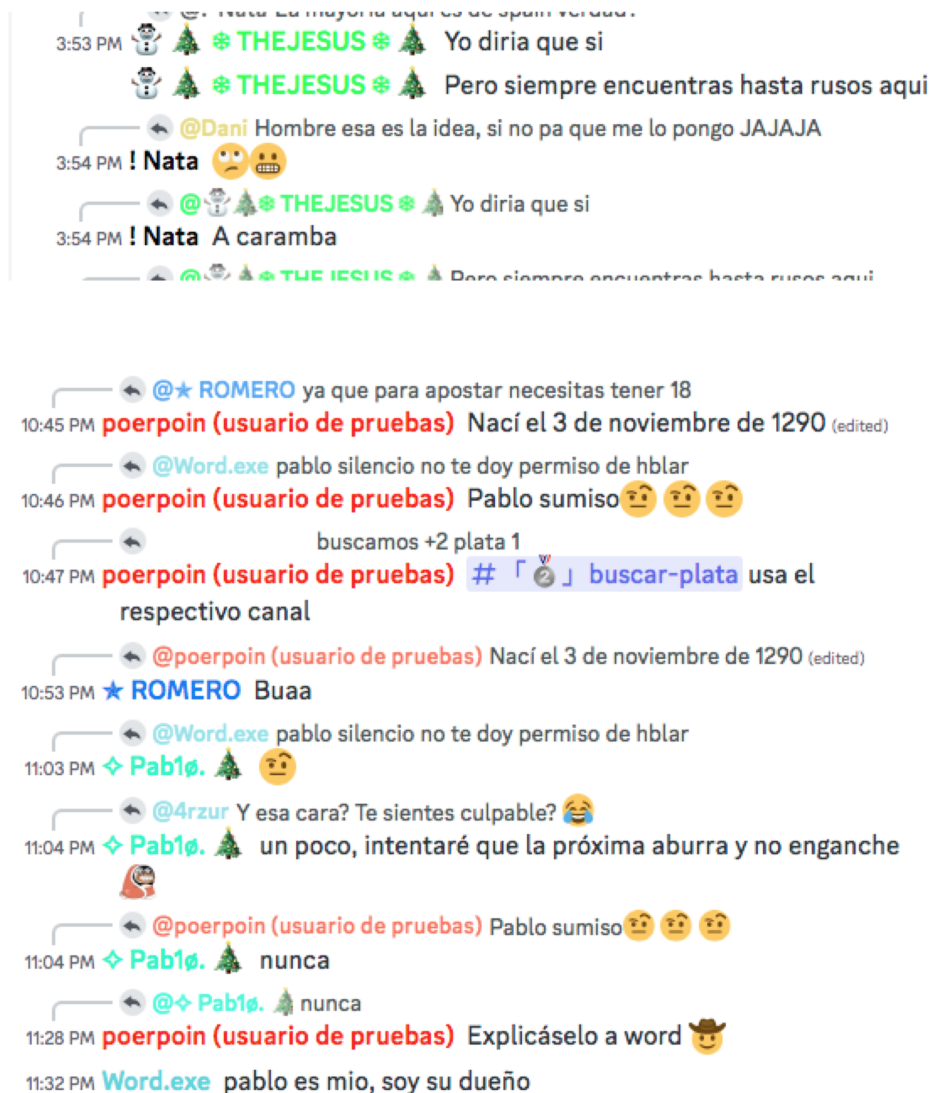 3:53 PM ☃️ 🎄 ❄ THEJESUS ❄ 🎄 Yo diria que si
☃️ 🎄 ❄ THEJESUS ❄ 🎄 Pero siempre encuentras hasta rusos aqui
@Dani Hombre esa es la idea, si no pa que me lo pongo JAJAJA
3:54 PM ! Nata 🙄😬
@☃️🎄❄ THEJESUS ❄🎄 Yo diria que si
3:54 PM ! Nata A caramba
@☃️🎄❄ THEJESUS ❄🎄 Pero siempre encuentras hasta rusos aqui
@★ ROMERO ya que para apostar necesitas tener 18
10:45 PM poerpoin (usuario de pruebas) Nací el 3 de noviembre de 1290 (edited)
@Word.exe pablo silencio no te doy permiso de hblar
10:46 PM poerpoin (usuario de pruebas) Pablo sumiso🤨 🤨 🤨
buscamos +2 plata 1
10:47 PM poerpoin (usuario de pruebas) # 「🥈」buscar-plata usa el
respectivo canal
@poerpoin (usuario de pruebas) Nací el 3 de noviembre de 1290 (edited)
10:53 PM ★ ROMERO Buaa
@Word.exe pablo silencio no te doy permiso de hblar
11:03 PM ✧ Pab1ø. 🎄 🤨
@4rzur Y esa cara? Te sientes culpable? 😂
11:04 PM ✧ Pab1ø. 🎄 un poco, intentaré que la próxima aburra y no enganche
@poerpoin (usuario de pruebas) Pablo sumiso🤨 🤨 🤨
11:04 PM ✧ Pab1ø. 🎄 nunca
@✧ Pab1ø. 🎄 nunca
11:28 PM poerpoin (usuario de pruebas) Explicáselo a word 🤠
11:32 PM Word.exe pablo es mio, soy su dueño